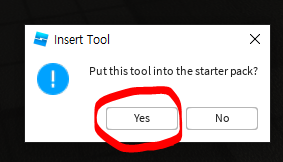 Insert Tool
Put this tool into the starter pack?
Yes
No